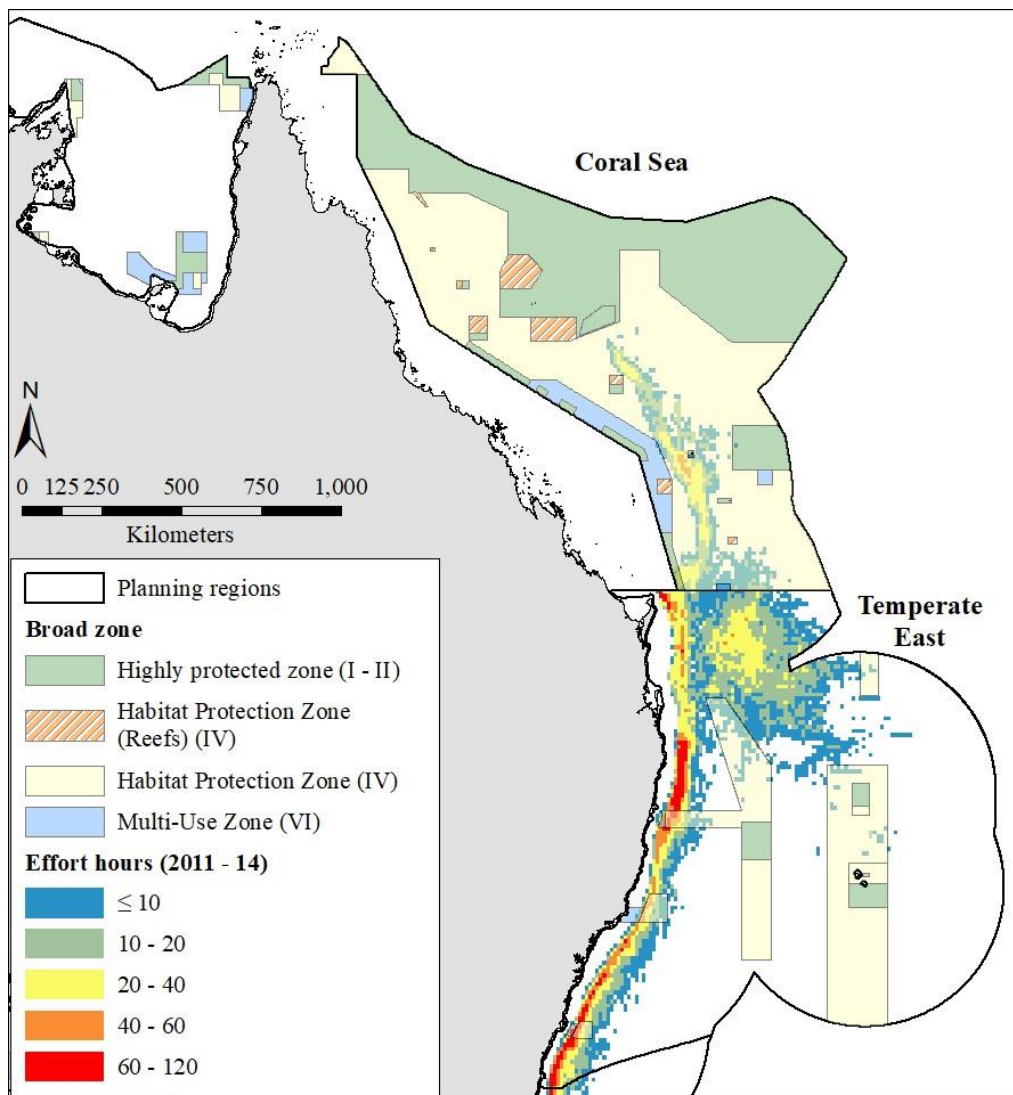 Coral Sea
N
0 125 250 500 750 1,000
Kilometers
Temperate
East
Planning regions
Broad zone
Highly protected zone (I - II)
Habitat Protection Zone
(Reefs) (IV)
Habitat Protection Zone (IV)
Multi-Use Zone (VI)
Effort hours (2011 - 14)
≤ 10
10 - 20
20 - 40
40 - 60
60 - 120